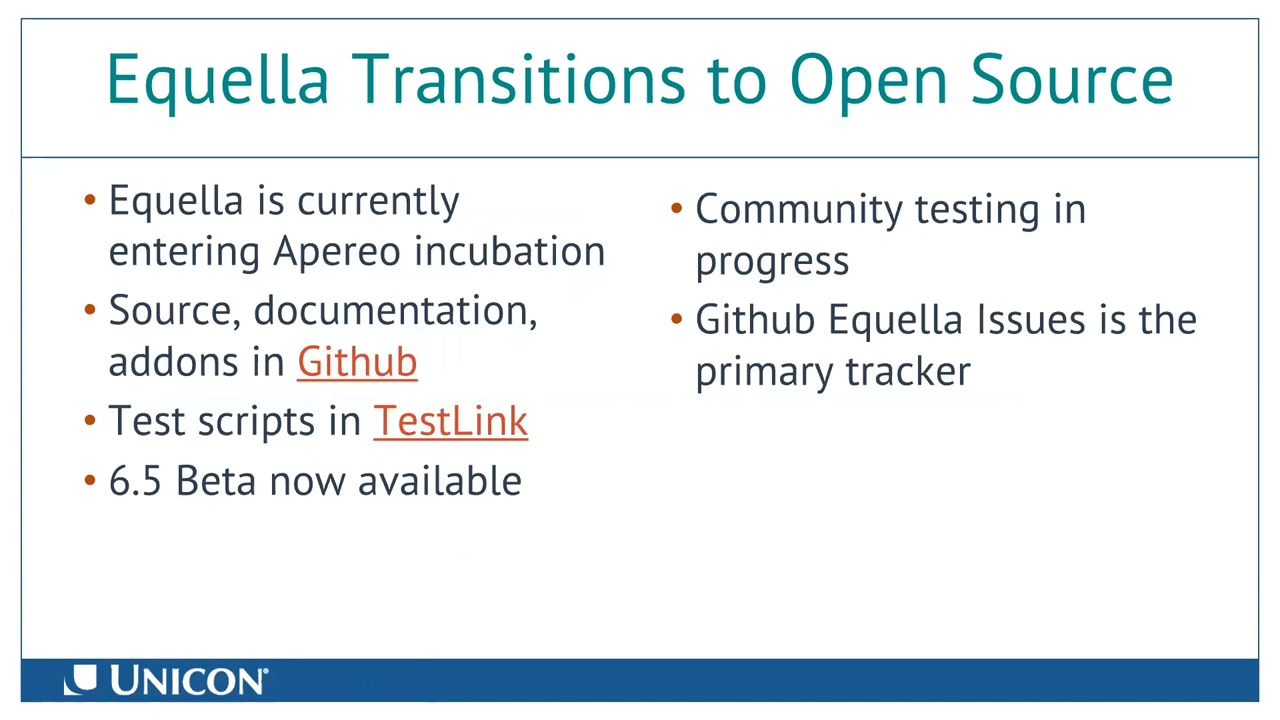 Equella Transitions to Open Source
• Equella is currently
entering Apereo incubation
• Source, documentation,
addons in Github
• Test scripts in TestLink
• 6.5 Beta now available
• Community testing in
progress
• Github Equella Issues is the
primary tracker
UNICON®